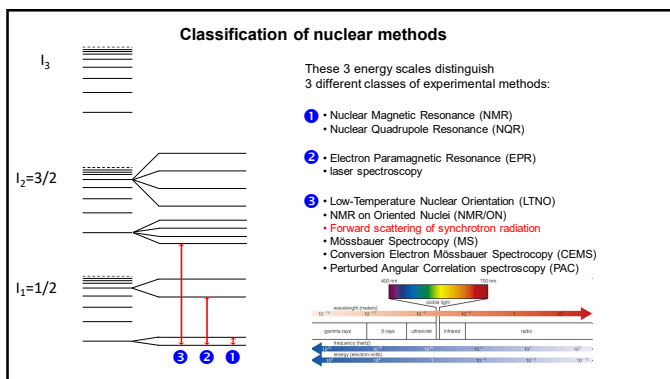 Classification of nuclear methods
I3
I2=3/2
I1=1/2
3 2 1
These 3 energy scales distinguish
3 different classes of experimental methods:
1 • Nuclear Magnetic Resonance (NMR)
• Nuclear Quadrupole Resonance (NQR)
2 • Electron Paramagnetic Resonance (EPR)
• laser spectroscopy
3 • Low-Temperature Nuclear Orientation (LTNO)
• NMR on Oriented Nuclei (NMR/ON)
• Forward scattering of synchrotron radiation
• Mössbauer Spectrocopy (MS)
• Conversion Electron Mössbauer Spectrocopy (CEMS)
• Perturbed Angular Correlation spectroscopy (PAC)
400 nm 700 nm
visible light
wavelength (meters)
gamma rays X rays ultraviolet infrared radio
frequency (hertz)
energy (electron volts)